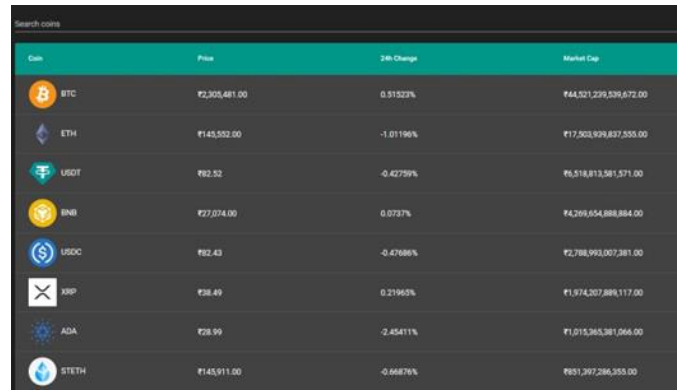 Search coins
Coin Price 24h Change Market Cap
BTC ₹2,305,481.00 0.51523% ₹44,521,239,539,672.00
ETH ₹145,552.00 -1.01196% ₹17,503,939,837,555.00
USDT ₹82.52 -0.42759% ₹6,518,813,581,571.00
BNB ₹27,074.00 0.0737% ₹4,269,654,888,884.00
USDC ₹82.43 -0.47686% ₹2,788,993,007,381.00
XRP ₹38.49 0.21965% ₹1,974,207,889,117.00
ADA ₹28.99 -2.45411% ₹1,015,365,381,066.00
STETH ₹145,911.00 -0.66876% ₹851,397,286,355.00